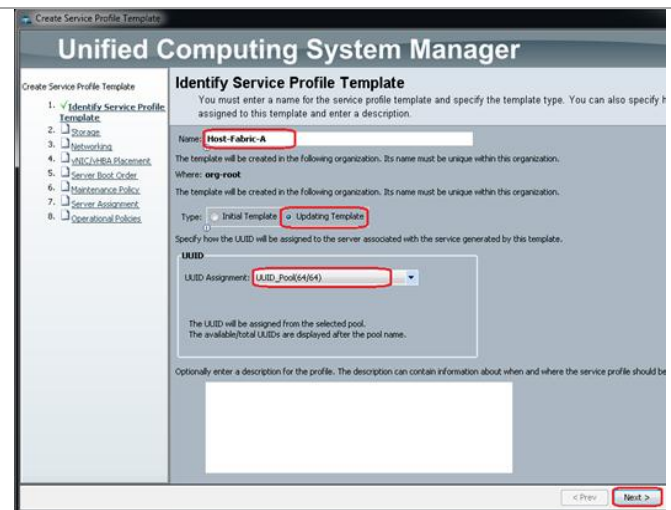 Create Service Profile Template
Unified Computing System Manager
Create Service Profile Template
1. Identify Service Profile
Template
2. Storage
3. Networking
4. vNIC/vHBA Placement
5. Server Boot Order
6. Maintenance Policy
7. Server Assignment
8. Operational Policies
Identify Service Profile Template
You must enter a name for the service profile template and specify the template type. You can also specify h
assigned to this template and enter a description.
Name: Host-Fabric-A
The template will be created in the following organization. Its name must be unique within this organization.
Where: org-root
The template will be created in the following organization. Its name must be unique within this organization.
Type: Initial Template Updating Template
Specify how the UUID will be assigned to the server associated with the service generated by this template.
UUID
UUID Assignment: UUID_Pool(64/64)
The UUID will be assigned from the selected pool.
The available/total UUIDs are displayed after the pool name.
Optionally enter a description for the profile. The description can contain information about when and where the service profile should be
< Prev Next >